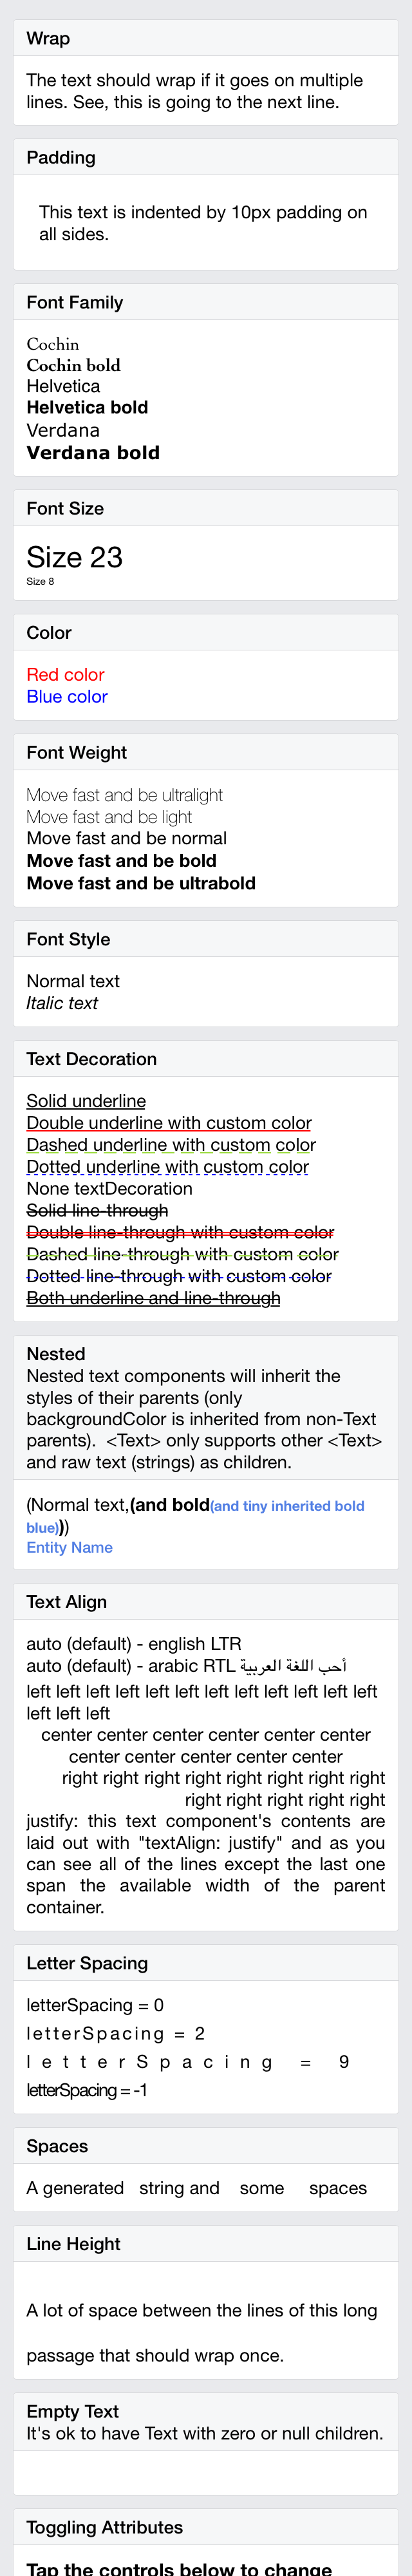 Wrap
The text should wrap if it goes on multiple
lines. See, this is going to the next line.
Padding
This text is indented by 10px padding on
all sides.
Font Family
Cochin
Cochin bold
Helvetica
Helvetica bold
Verdana
Verdana bold
Font Size
Size 23
Size 8
Color
Red color
Blue color
Font Weight
Move fast and be ultralight
Move fast and be light
Move fast and be normal
Move fast and be bold
Move fast and be ultrabold
Font Style
Normal text
Italic text
Text Decoration
Solid underline
Double underline with custom color
Dashed underline with custom color
Dotted underline with custom color
None textDecoration
Solid line-through
Double line-through with custom color
Dashed line-through with custom color
Dotted line-through with custom color
Both underline and line-through
Nested
Nested text components will inherit the
styles of their parents (only
backgroundColor is inherited from non-Text
parents).  <Text> only supports other <Text>
and raw text (strings) as children.
(Normal text,(and bold(and tiny inherited bold
blue)))
Entity Name
Text Align
auto (default) - english LTR
auto (default) - arabic RTL أحب اللغة العربية
left left left left left left left left left left left left
left left left
center center center center center center
center center center center center
right right right right right right right right
right right right right right
justify: this text component's contents are
laid out with "textAlign: justify" and as you
can see all of the lines except the last one
span the available width of the parent
container.
Letter Spacing
letterSpacing = 0
letterSpacing = 2
letterSpacing = 9
letterSpacing = -1
Spaces
A generated   string and    some     spaces
Line Height
A lot of space between the lines of this long
passage that should wrap once.
Empty Text
It's ok to have Text with zero or null children.
Toggling Attributes
Tap the controls below to change